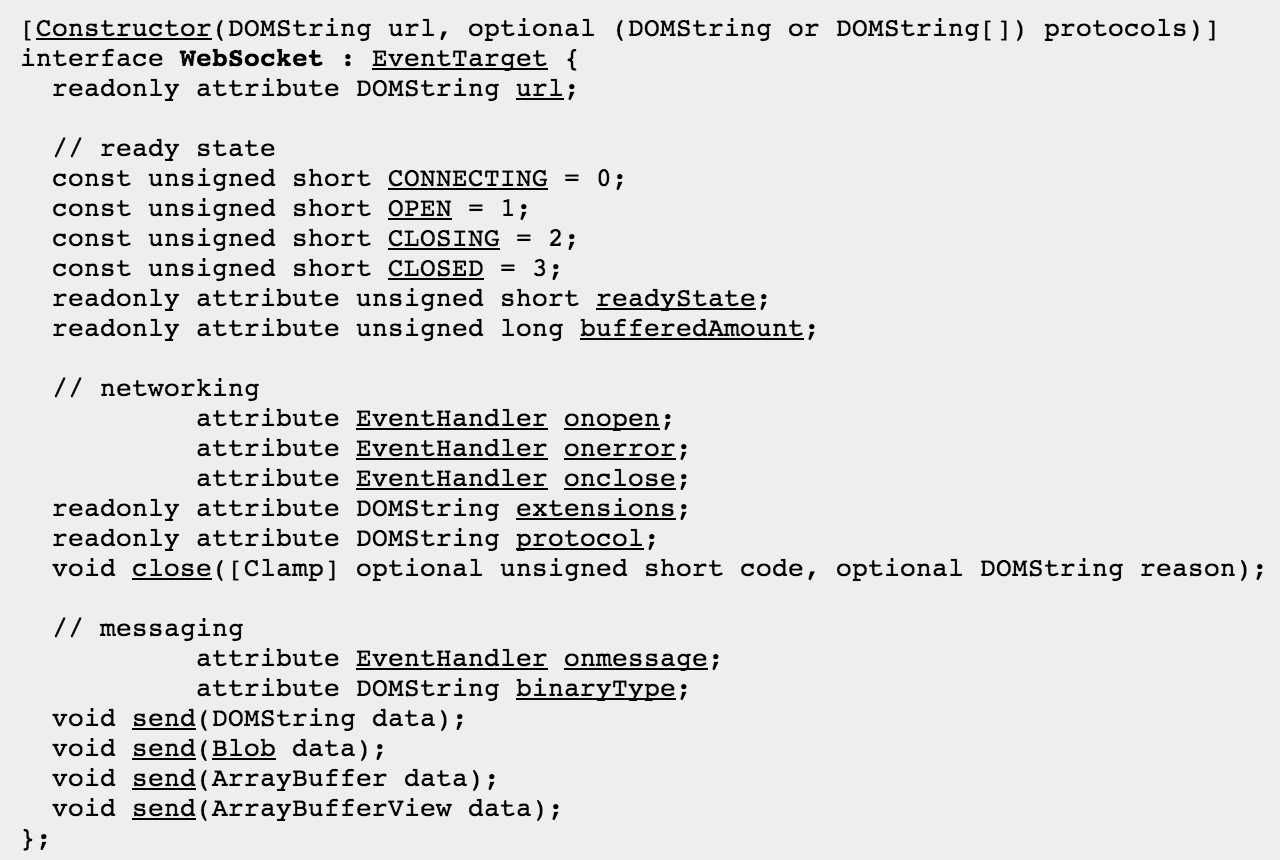 [Constructor(DOMString url, optional (DOMString or DOMString[]) protocols)]
interface WebSocket : EventTarget {
  readonly attribute DOMString url;

  // ready state
  const unsigned short CONNECTING = 0;
  const unsigned short OPEN = 1;
  const unsigned short CLOSING = 2;
  const unsigned short CLOSED = 3;
  readonly attribute unsigned short readyState;
  readonly attribute unsigned long bufferedAmount;

  // networking
           attribute EventHandler onopen;
           attribute EventHandler onerror;
           attribute EventHandler onclose;
  readonly attribute DOMString extensions;
  readonly attribute DOMString protocol;
  void close([Clamp] optional unsigned short code, optional DOMString reason);

  // messaging
           attribute EventHandler onmessage;
           attribute DOMString binaryType;
  void send(DOMString data);
  void send(Blob data);
  void send(ArrayBuffer data);
  void send(ArrayBufferView data);
};